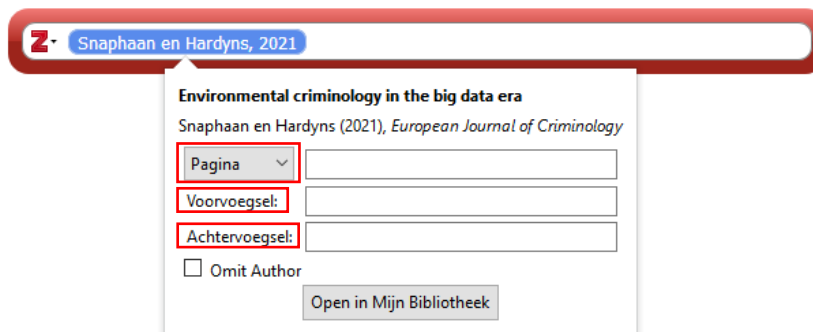 Z Snaphaan en Hardyns, 2021
Environmental criminology in the big data era
Snaphaan en Hardyns (2021), European Journal of Criminology
Pagina
Voorvoegsel:
Achtervoegsel:
Omit Author
Open in Mijn Bibliotheek